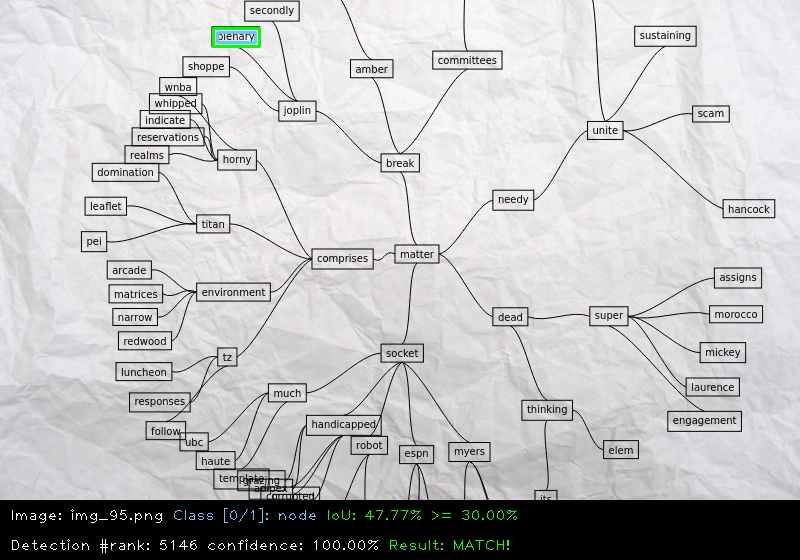 secondly
plenary
sustaining
shoppe
amber
committees
wnba
whipped
joplin
scam
indicate
unite
reservations
realms
horny
break
domination
needy
leaflet
hancock
titan
pei
comprises
matter
arcade
assigns
matrices
environment
narrow
dead
super
morocco
redwood
tz
socket
mickey
luncheon
laurence
responses
much
thinking
engagement
follow
handicapped
ubc
robot
elem
haute
espn
myers
template
grazing
adipex
corrupted
its
Image: img_95.png Class [0/1]: node IoU: 47.77% >= 30.00%
Detection #rank: 5146 confidence: 100.00% Result: MATCH!